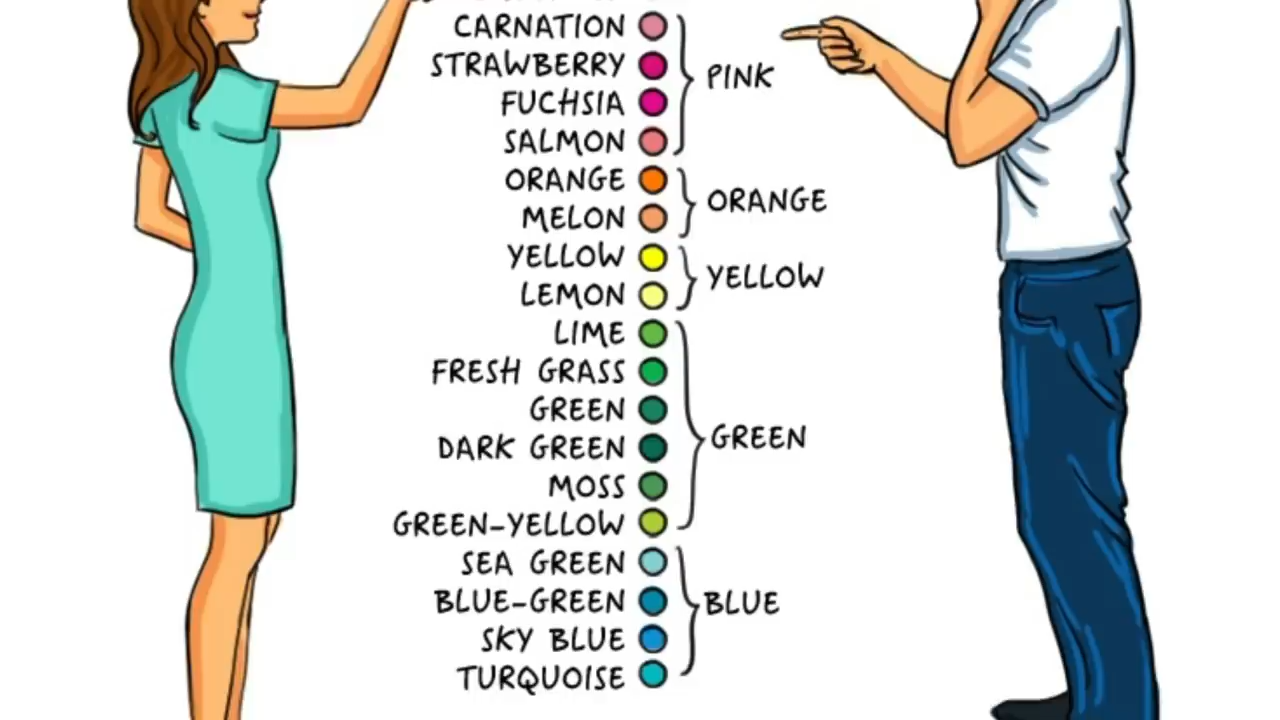 CARNATION
STRAWBERRY
PINK
FUCHSIA
SALMON
ORANGE
ORANGE
MELON
YELLOW
YELLOW
LEMON
LIME
FRESH GRASS
GREEN
GREEN
DARK GREEN
MOSS
GREEN-YELLOW
SEA GREEN
BLUE-GREEN
BLUE
SKY BLUE
TURQUOISE